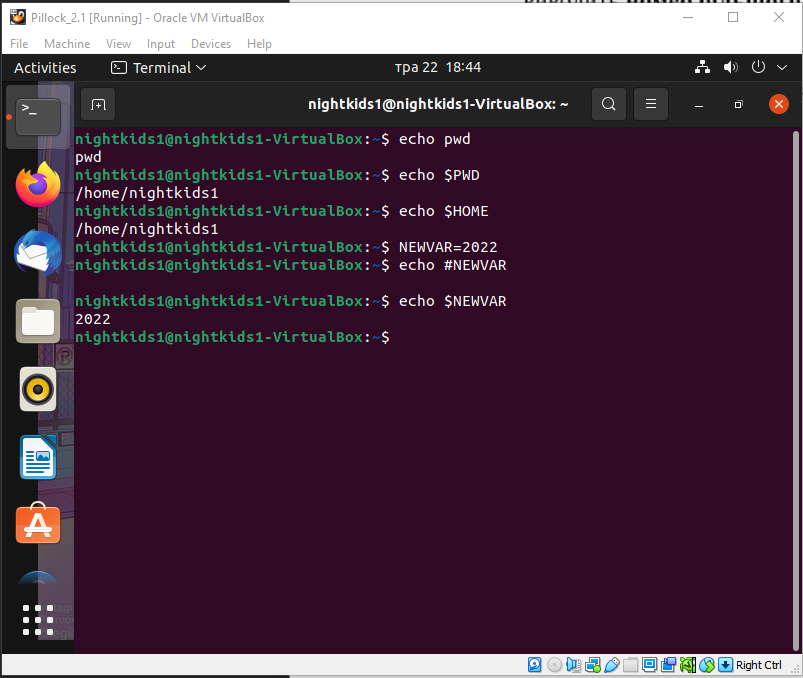 Pillock_2.1 [Running] - Oracle VM VirtualBox
File Machine View Input Devices Help
Activities Terminal тра 22 18:44
nightkids1@nightkids1-VirtualBox: ~
nightkids1@nightkids1-VirtualBox:~$ echo pwd
pwd
nightkids1@nightkids1-VirtualBox:~$ echo $PWD
/home/nightkids1
nightkids1@nightkids1-VirtualBox:~$ echo $HOME
/home/nightkids1
nightkids1@nightkids1-VirtualBox:~$ NEWVAR=2022
nightkids1@nightkids1-VirtualBox:~$ echo #NEWVAR
nightkids1@nightkids1-VirtualBox:~$ echo $NEWVAR
2022
nightkids1@nightkids1-VirtualBox:~$
Right Ctrl